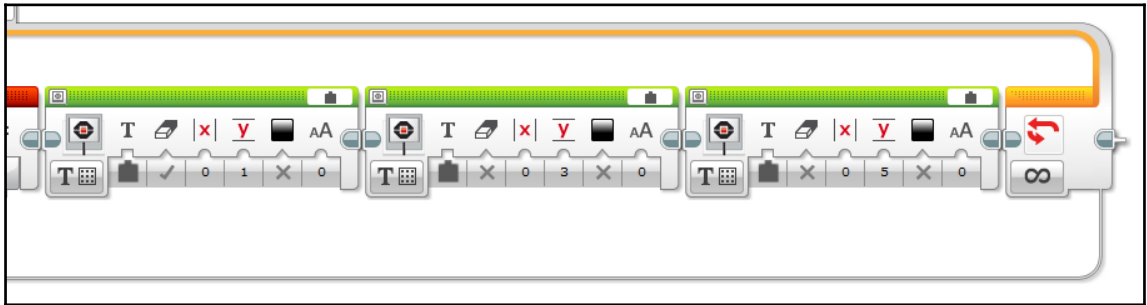 T |x| y AA T |x| y AA T |x| y AA
T 0 1 0 T 0 3 0 T 0 5 0 ∞